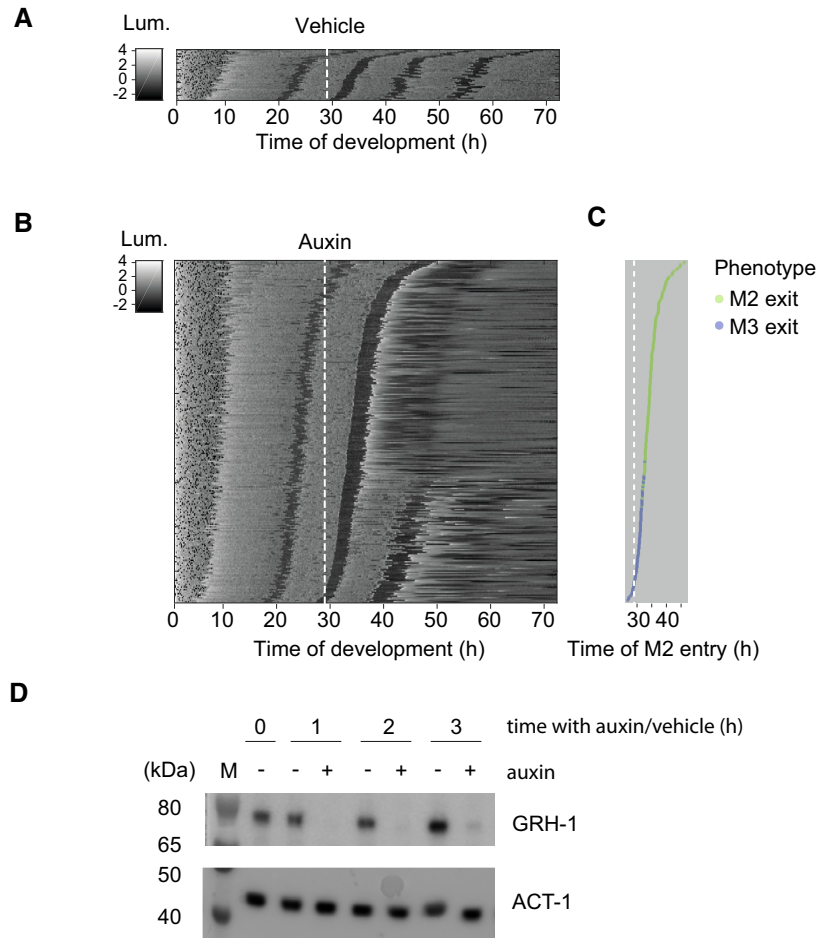 A
Lum.
Vehicle
4
2
0
-2
0 10 20 30 40 50 60 70
Time of development (h)
B
Lum.
Auxin
4
2
0
-2
0 10 20 30 40 50 60 70
Time of development (h)
C
Phenotype
M2 exit
M3 exit
30 40
Time of M2 entry (h)
D
0 1 2 3 time with auxin/vehicle (h)
(kDa) M - - + - + - + auxin
80
65
GRH-1
50
40
ACT-1